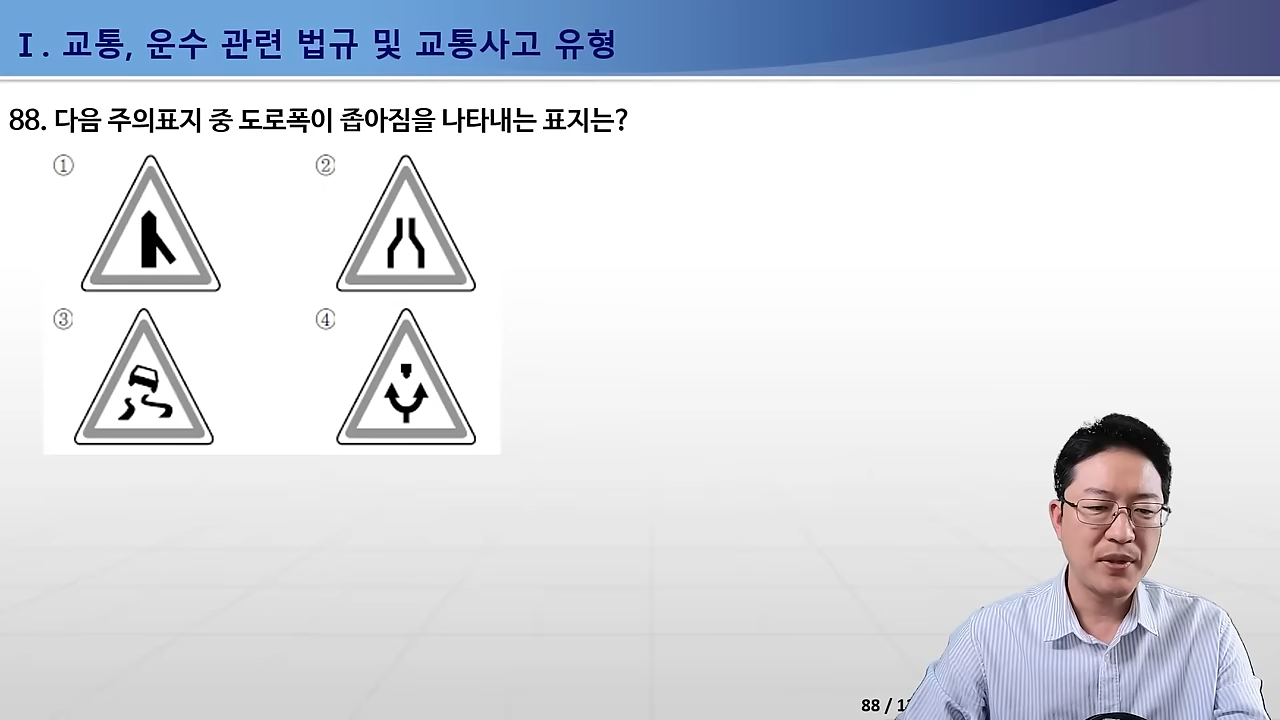 Ⅰ. 교통, 운수 관련 법규 및 교통사고 유형
88. 다음 주의표지 중 도로폭이 좁아짐을 나타내는 표지는?
① ②
③ ④
88 /